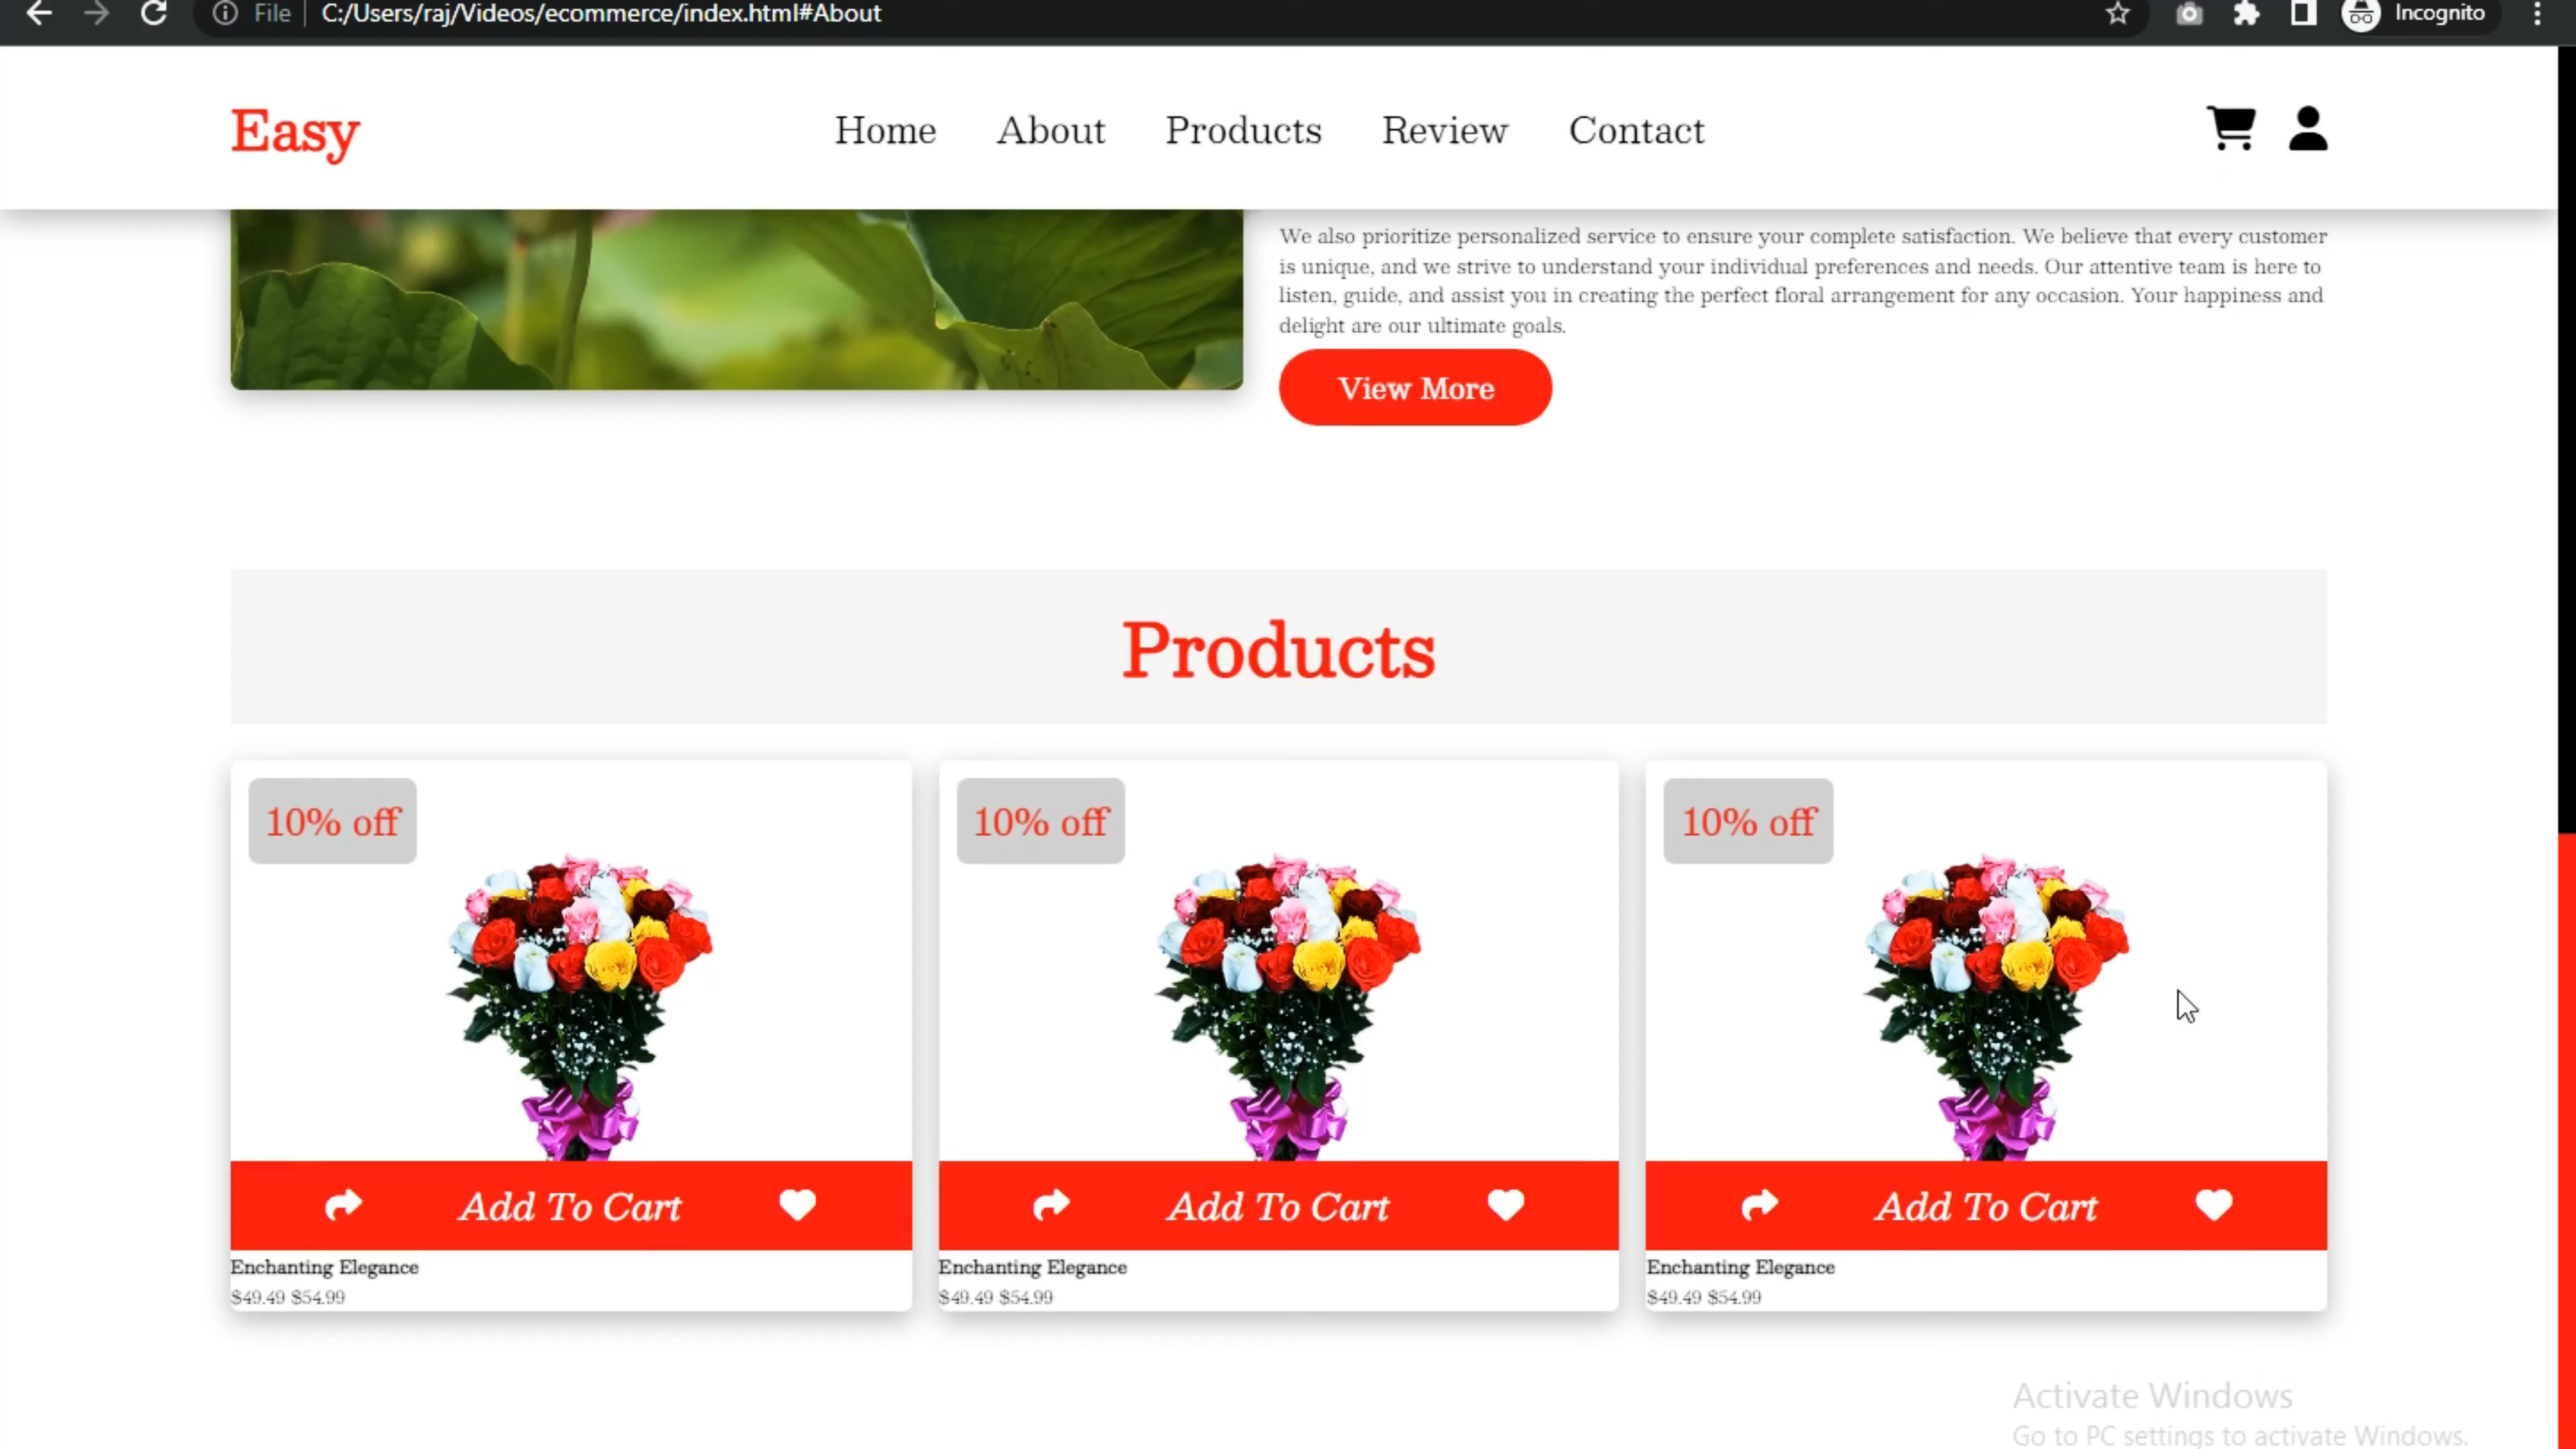 File C:/Users/raj/Videos/ecommerce/index.html#About Incognito
Easy Home About Products Review Contact
We also prioritize personalized service to ensure your complete satisfaction. We believe that every customer
is unique, and we strive to understand your individual preferences and needs. Our attentive team is here to
listen, guide, and assist you in creating the perfect floral arrangement for any occasion. Your happiness and
delight are our ultimate goals.
View More
Products
10% off 10% off 10% off
Add To Cart Add To Cart Add To Cart
Enchanting Elegance Enchanting Elegance Enchanting Elegance
$49.49 $54.99 $49.49 $54.99 $49.49 $54.99
Activate Windows
Go to PC settings to activate Windows.